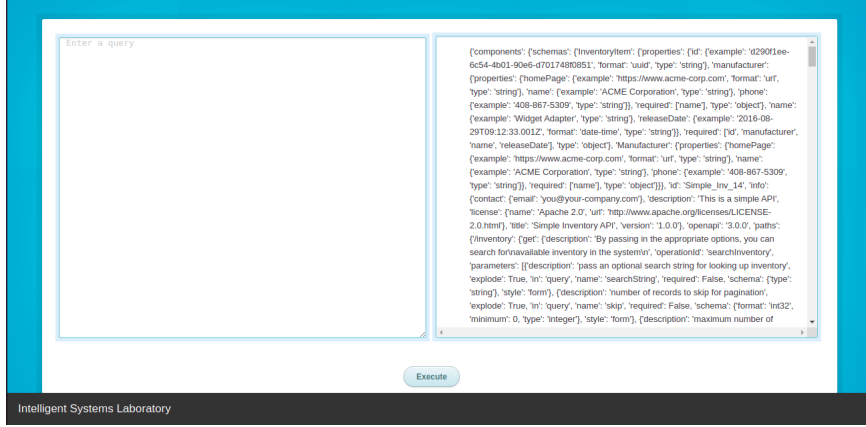 Enter a query
{'components': {'schemas': {'InventoryItem': {'properties': {'id': {'example': 'd290f1ee-
6c54-4b01-90e6-d701748f0851', 'format': 'uuid', 'type': 'string'}, 'manufacturer':
{'properties': {'homePage': {'example': 'https://www.acme-corp.com', 'format': 'url',
'type': 'string'}, 'name': {'example': 'ACME Corporation', 'type': 'string'}, 'phone':
{'example': '408-867-5309', 'type': 'string'}}, 'required': ['name'], 'type': 'object'}, 'name':
{'example': 'Widget Adapter', 'type': 'string'}, 'releaseDate': {'example': '2016-08-
29T09:12:33.001Z', 'format': 'date-time', 'type': 'string'}}, 'required': ['id', 'manufacturer',
'name', 'releaseDate'], 'type': 'object'}, 'Manufacturer': {'properties': {'homePage':
{'example': 'https://www.acme-corp.com', 'format': 'url', 'type': 'string'}, 'name':
{'example': 'ACME Corporation', 'type': 'string'}, 'phone': {'example': '408-867-5309',
'type': 'string'}}, 'required': ['name'], 'type': 'object'}}}, 'id': 'Simple_Inv_14', 'info':
{'contact': {'email': 'you@your-company.com'}, 'description': 'This is a simple API',
'license': {'name': 'Apache 2.0', 'url': 'http://www.apache.org/licenses/LICENSE-
2.0.html'}, 'title': 'Simple Inventory API', 'version': '1.0.0'}, 'openapi': '3.0.0', 'paths':
{'/inventory': {'get': {'description': 'By passing in the appropriate options, you can
search for\navailable inventory in the system\n', 'operationId': 'searchInventory',
'parameters': [{'description': 'pass an optional search string for looking up inventory',
'explode': True, 'in': 'query', 'name': 'searchString', 'required': False, 'schema': {'type':
'string'}, 'style': 'form'}, {'description': 'number of records to skip for pagination',
'explode': True, 'in': 'query', 'name': 'skip', 'required': False, 'schema': {'format': 'int32',
'minimum': 0, 'type': 'integer'}, 'style': 'form'}, {'description': 'maximum number of
Execute
Intelligent Systems Laboratory